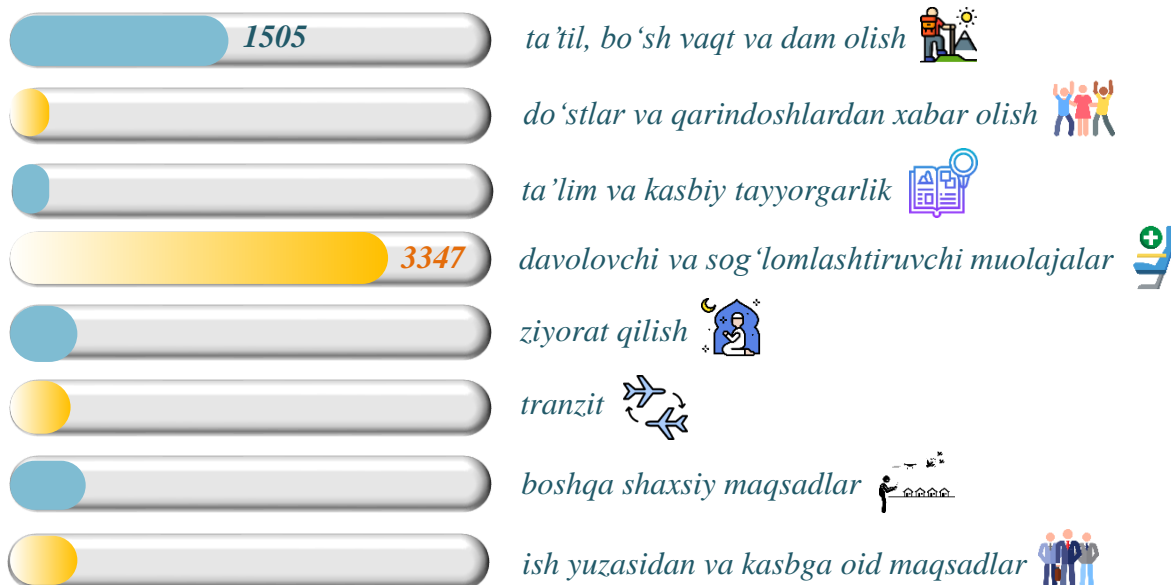 1505 ta’til, bo‘sh vaqt va dam olish
do‘stlar va qarindoshlardan xabar olish
ta’lim va kasbiy tayyorgarlik
3347 davolovchi va sog‘lomlashtiruvchi muolajalar
ziyorat qilish
tranzit
boshqa shaxsiy maqsadlar
ish yuzasidan va kasbga oid maqsadlar